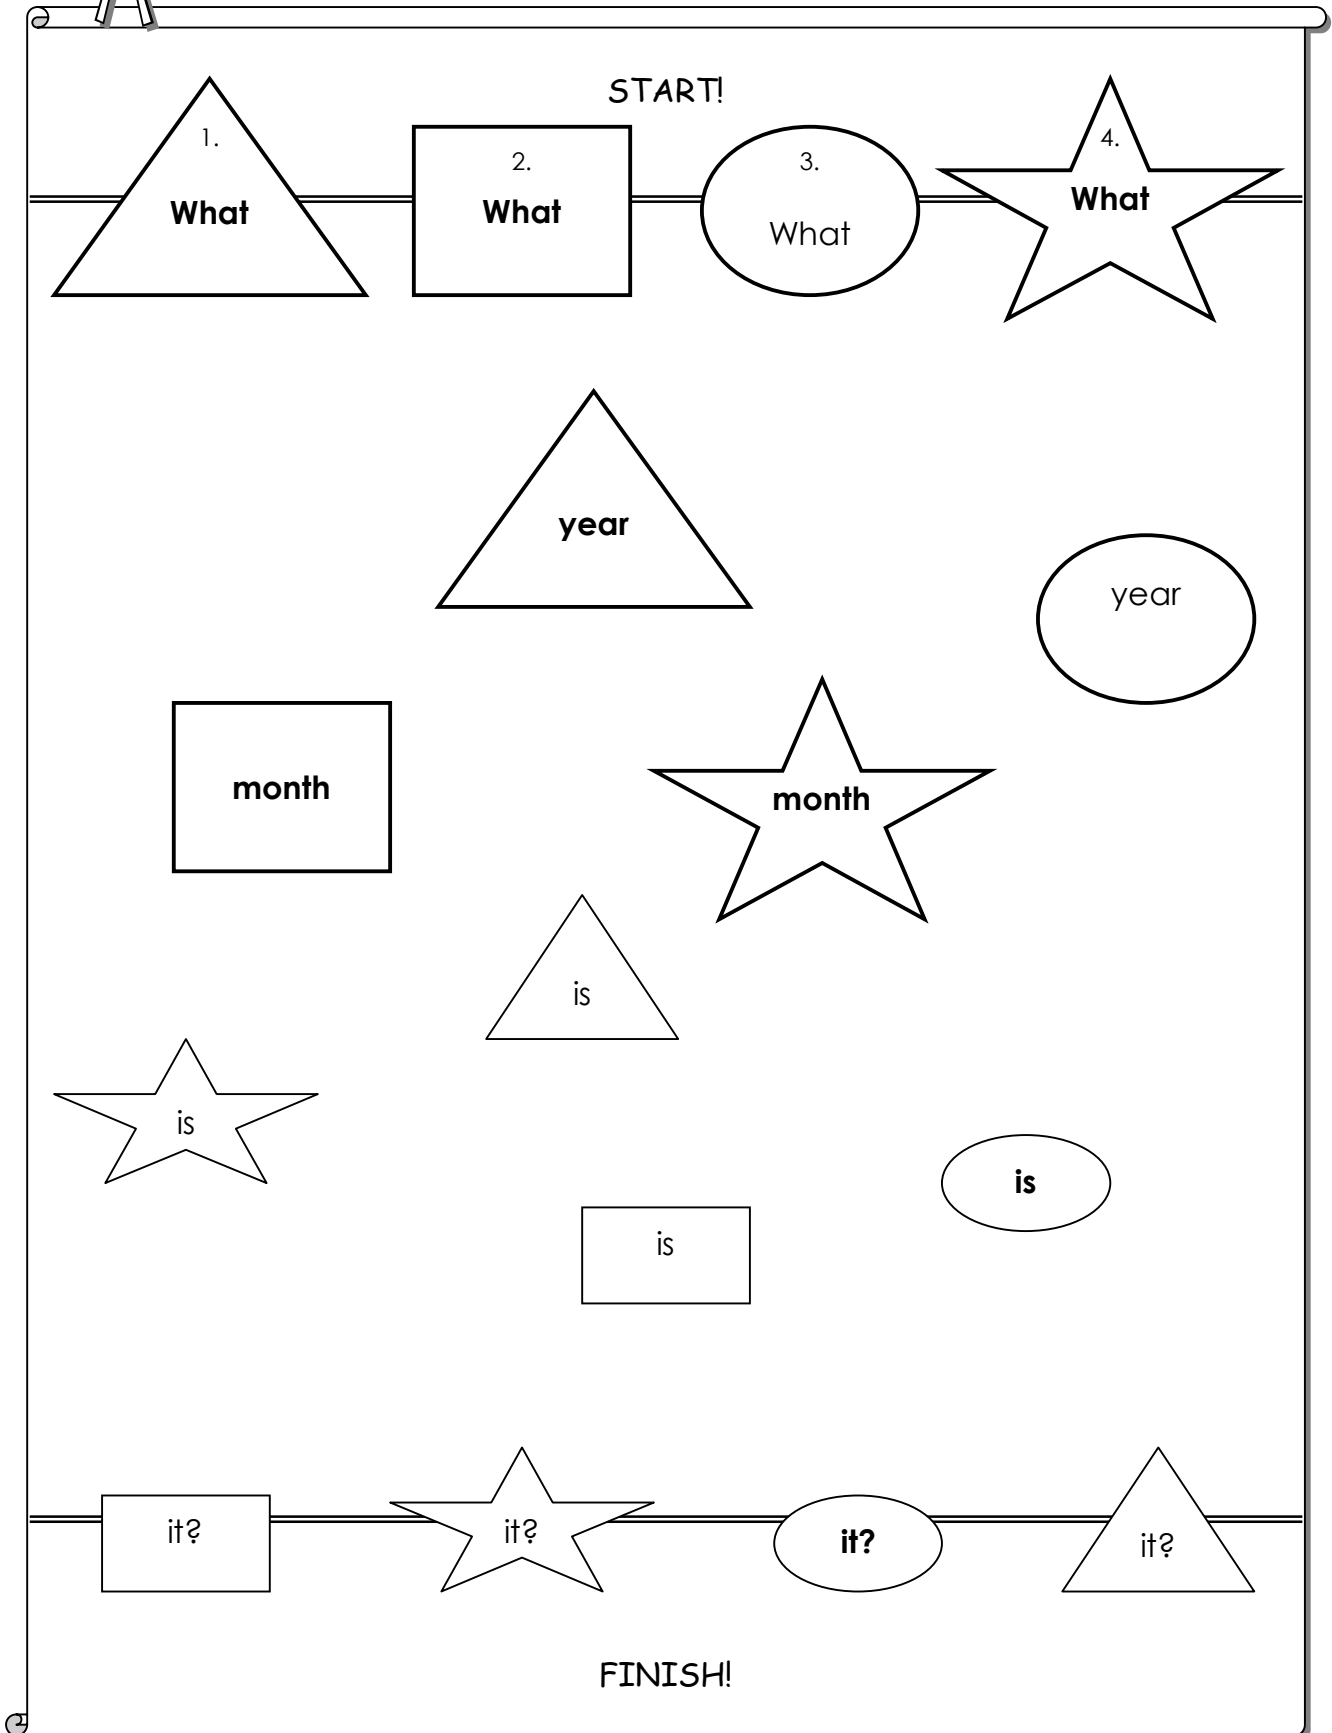 START!
1.
What
2.
What
3.
What
4.
What
year
year
month
month
is
is
is
is
it?
it?
it?
it?
FINISH!